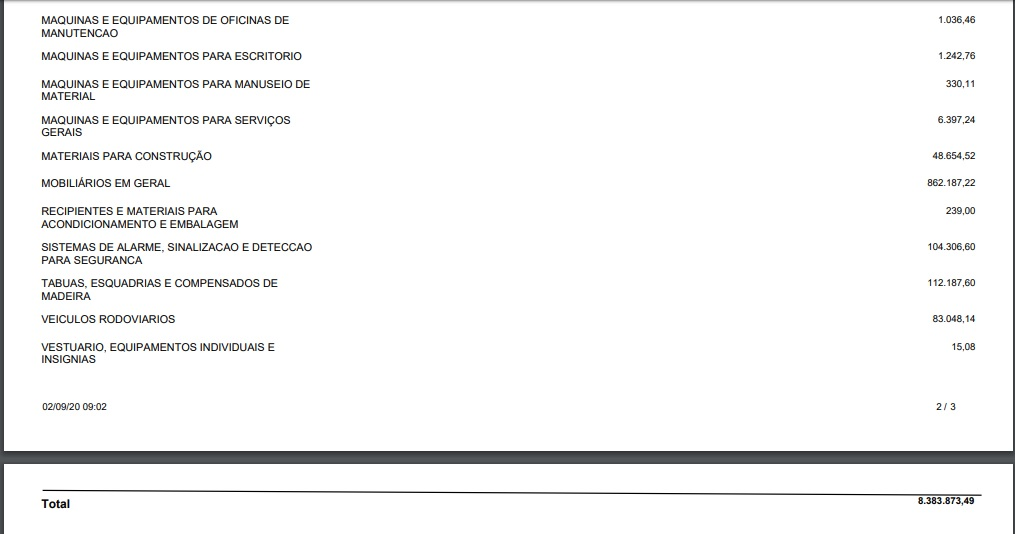 MAQUINAS E EQUIPAMENTOS DE OFICINAS DE 1.036,46
MANUTENCAO
MAQUINAS E EQUIPAMENTOS PARA ESCRITORIO 1.242,76
MAQUINAS E EQUIPAMENTOS PARA MANUSEIO DE 330,11
MATERIAL
MAQUINAS E EQUIPAMENTOS PARA SERVIÇOS 6.397,24
GERAIS
MATERIAIS PARA CONSTRUÇÃO 48.654,52
MOBILIÁRIOS EM GERAL 862.187,22
RECIPIENTES E MATERIAIS PARA 239,00
ACONDICIONAMENTO E EMBALAGEM
SISTEMAS DE ALARME, SINALIZACAO E DETECCAO 104.306,60
PARA SEGURANCA
TABUAS, ESQUADRIAS E COMPENSADOS DE 112.187,60
MADEIRA
VEICULOS RODOVIARIOS 83.048,14
VESTUARIO, EQUIPAMENTOS INDIVIDUAIS E 15,08
INSIGNIAS
02/09/20 09:02 2 / 3
Total 8.383.873,49